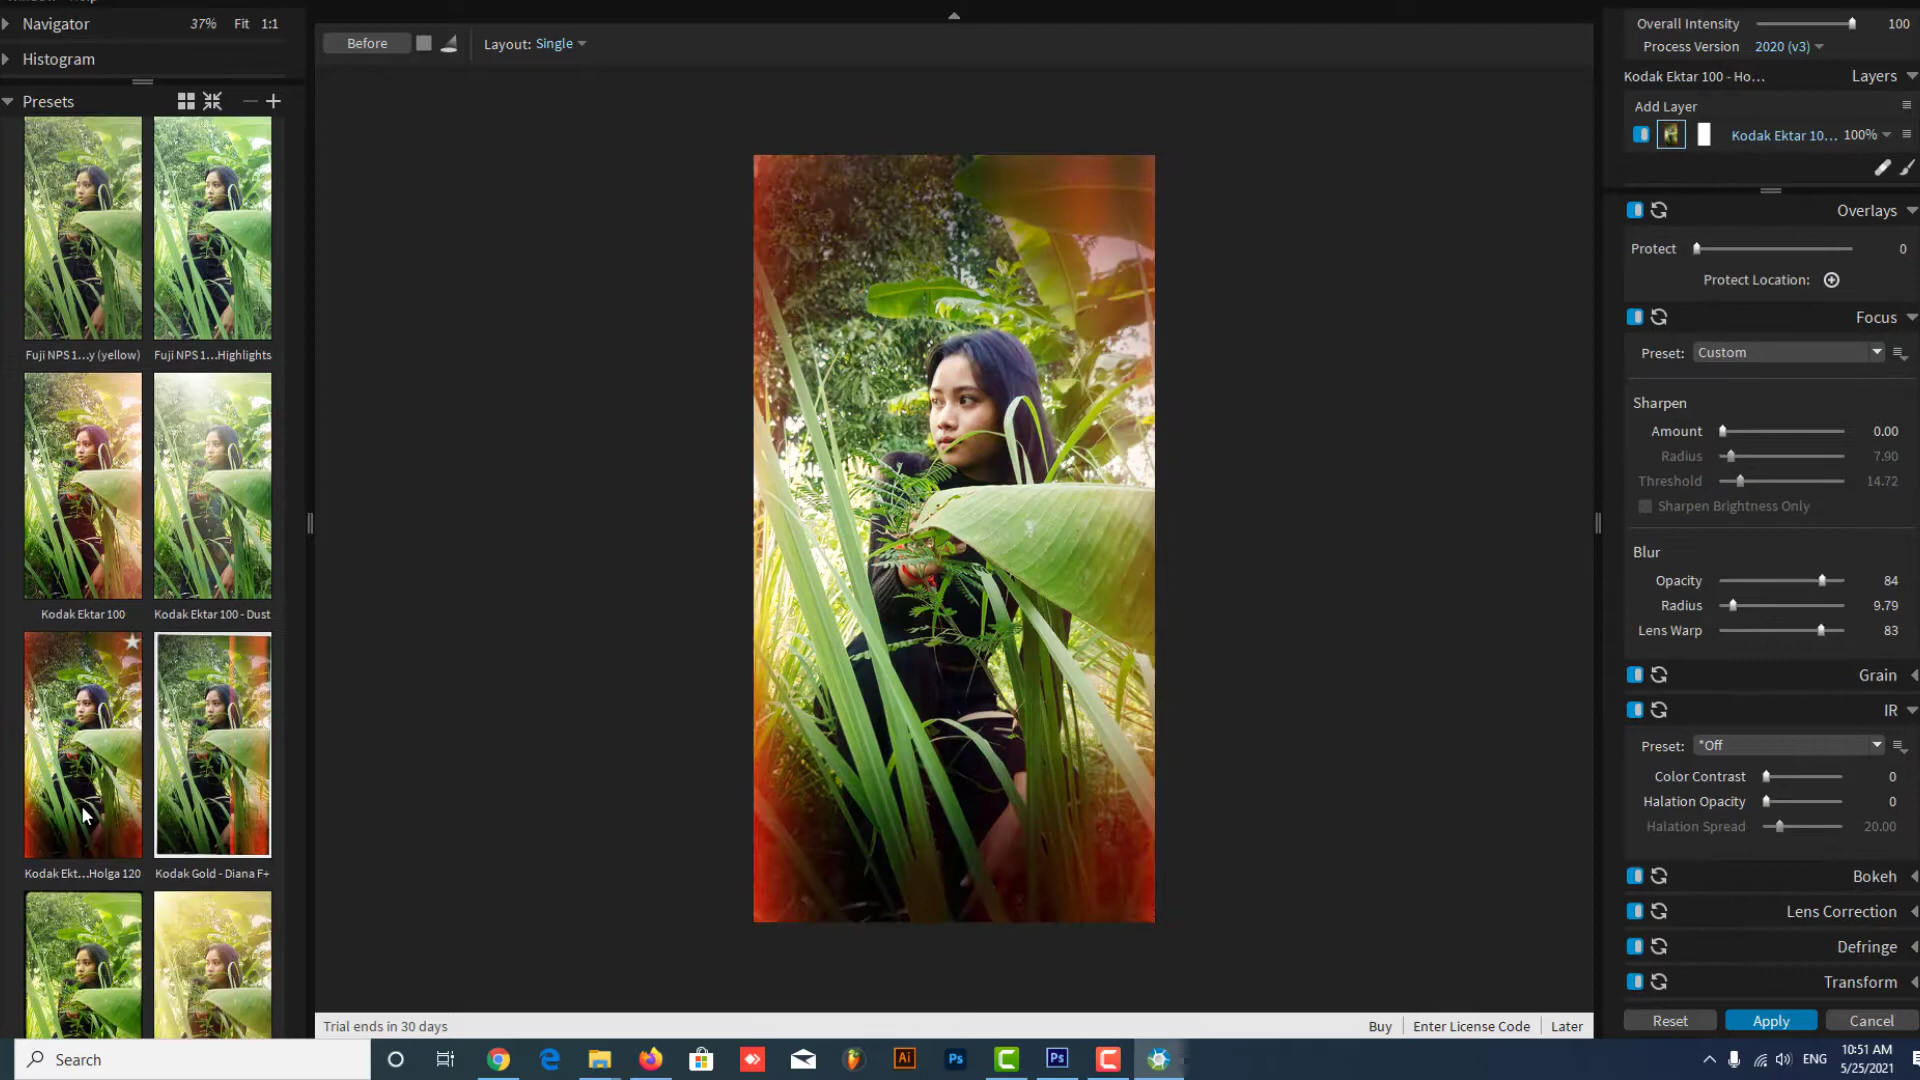 Navigator 37% Fit 1:1
Histogram
Presets
Fuji NPS 1...y (yellow) Fuji NPS 1...Highlights
Kodak Ektar 100 Kodak Ektar 100 - Dust
Kodak Ekt...Holga 120 Kodak Gold - Diana F+
Before Layout: Single
Trial ends in 30 days Buy Enter License Code Later
Overall Intensity 100
Process Version 2020 (v3)
Kodak Ektar 100 - Ho... Layers
Add Layer
Kodak Ektar 10... 100%
Overlays
Protect 0
Protect Location:
Focus
Preset: Custom
Sharpen
Amount 0.00
Radius 7.90
Threshold 14.72
Sharpen Brightness Only
Blur
Opacity 84
Radius 9.79
Lens Warp 83
Grain
IR
Preset: *Off
Color Contrast 0
Halation Opacity 0
Halation Spread 20.00
Bokeh
Lens Correction
Defringe
Transform
Reset Apply Cancel
Search
Ai
Ps
Ps
ENG
10:51 AM
5/25/2021